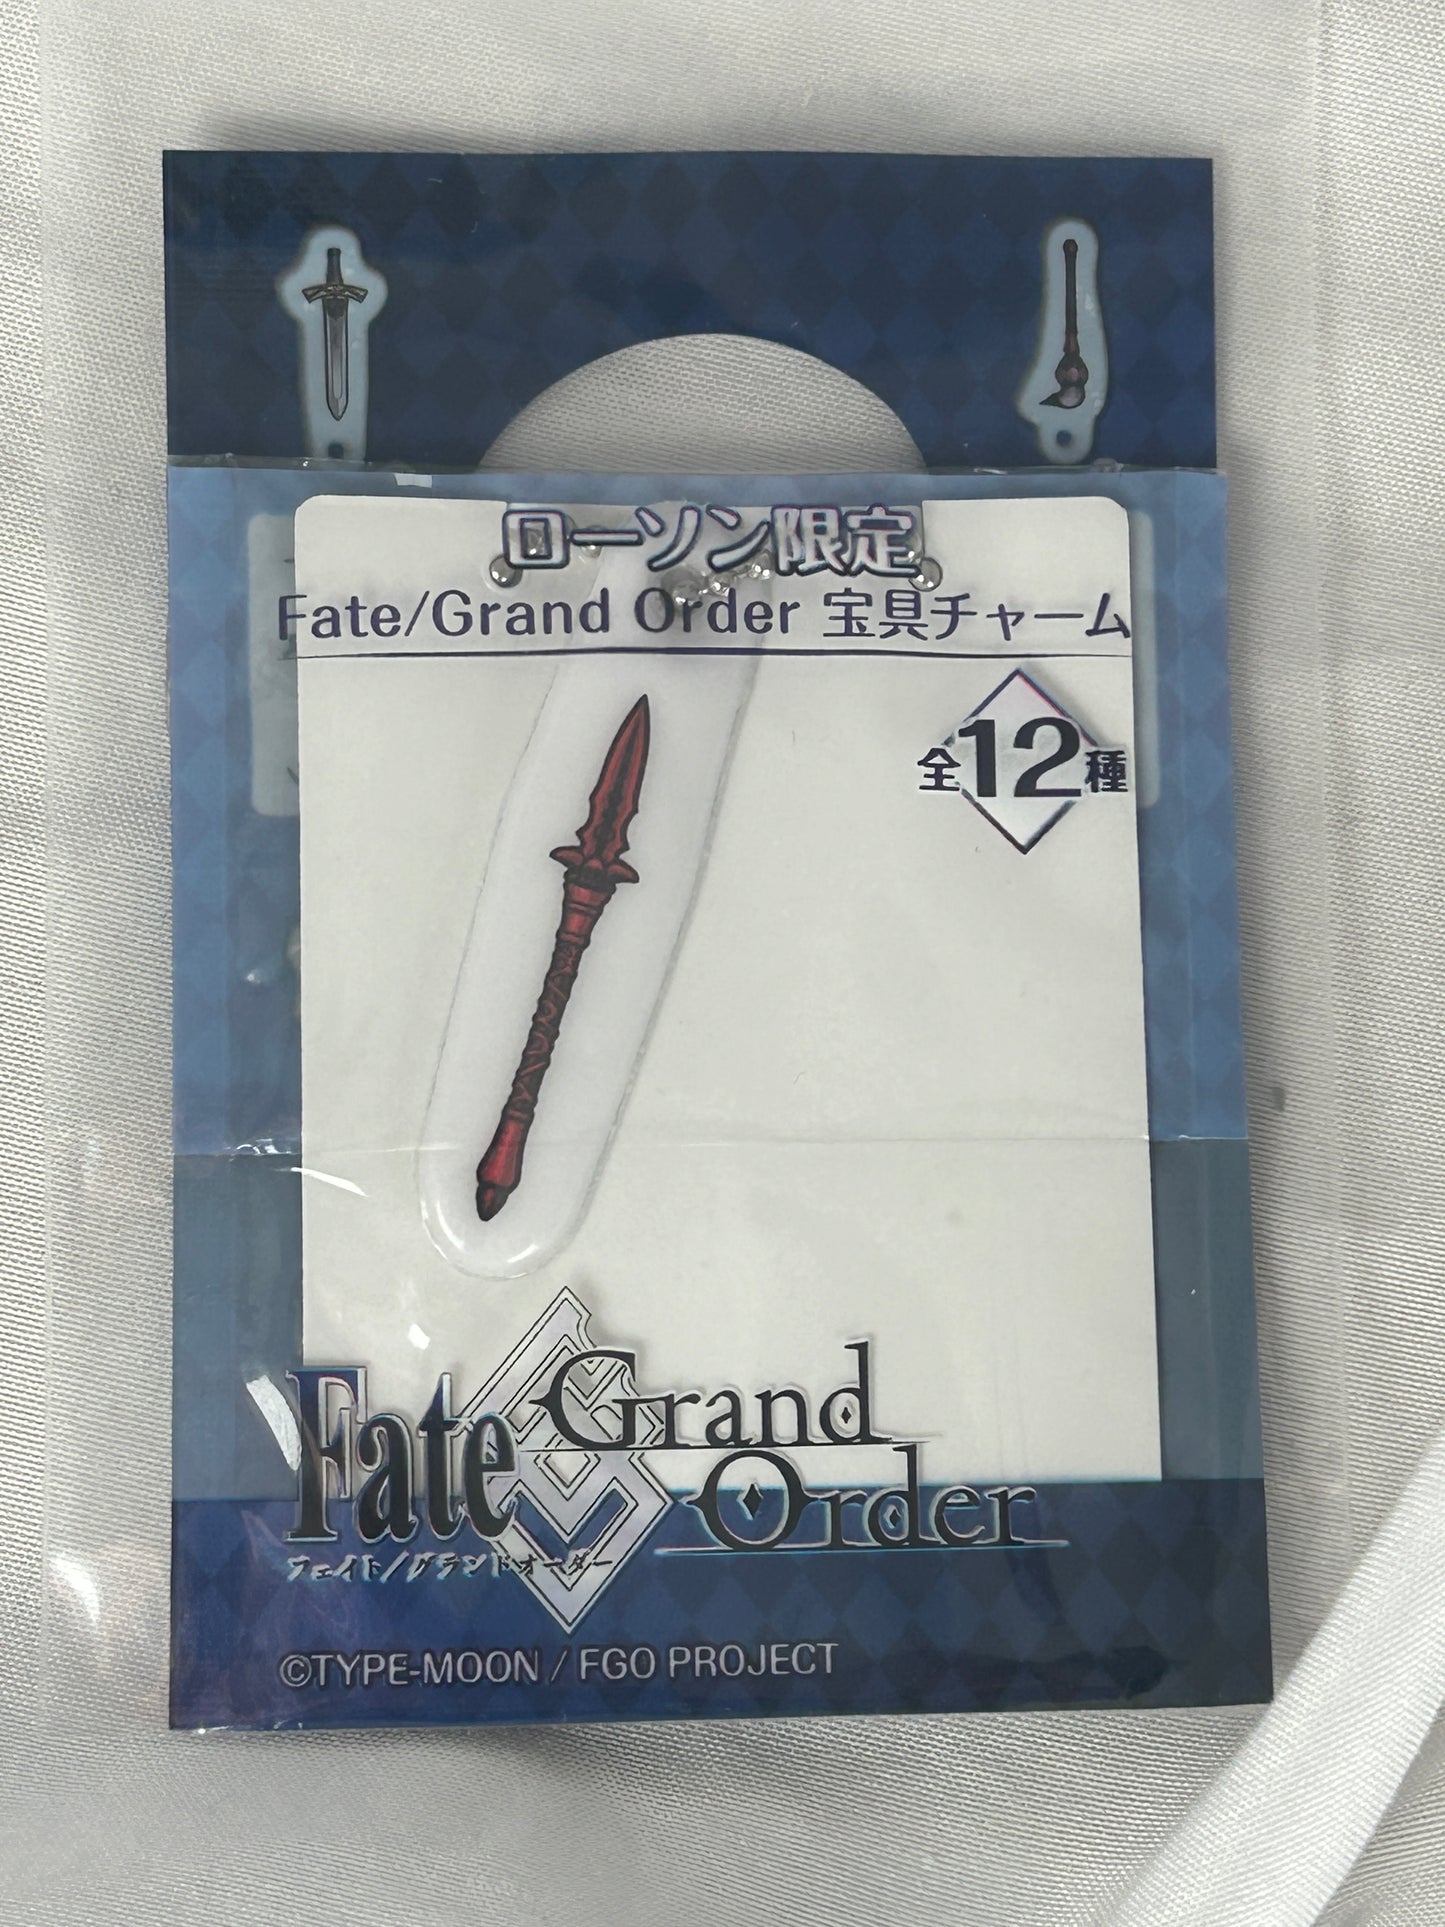 ローソン限定
Fate/Grand Order 宝具チャーム
全12種
Fate Grand Order
フェイト/グランドオーダー
©TYPE-MOON / FGO PROJECT